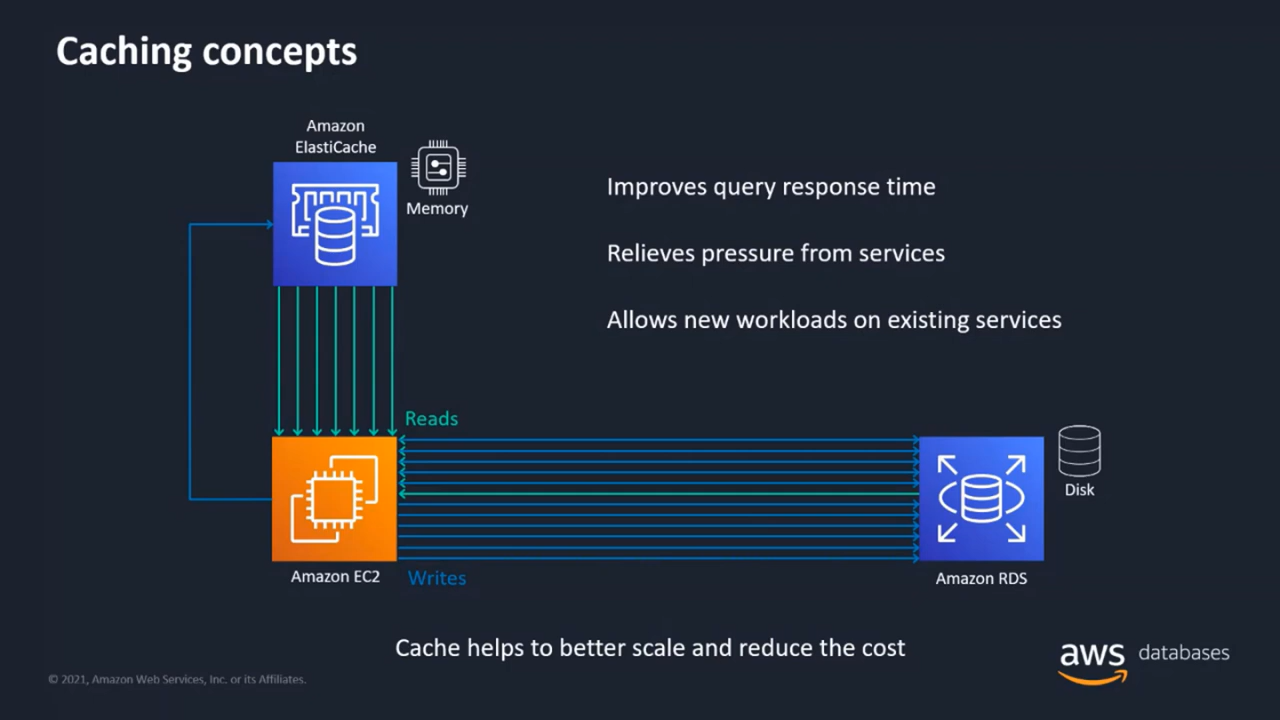 Caching concepts
Amazon
ElastiCache
Memory
Improves query response time
Relieves pressure from services
Allows new workloads on existing services
Reads
Disk
Amazon EC2
Writes
Amazon RDS
Cache helps to better scale and reduce the cost
aws databases
© 2021, Amazon Web Services, Inc. or its Affiliates.